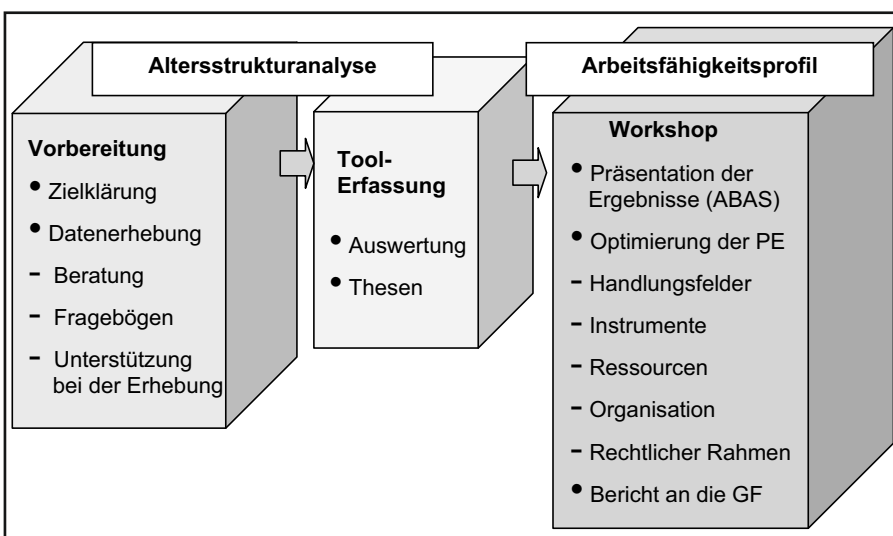 Altersstrukturanalyse
Arbeitsfähigkeitsprofil
Vorbereitung
• Zielklärung
• Datenerhebung
- Beratung
- Fragebögen
- Unterstützung
bei der Erhebung
Tool-
Erfassung
• Auswertung
• Thesen
Workshop
• Präsentation der
Ergebnisse (ABAS)
• Optimierung der PE
- Handlungsfelder
- Instrumente
- Ressourcen
- Organisation
- Rechtlicher Rahmen
• Bericht an die GF